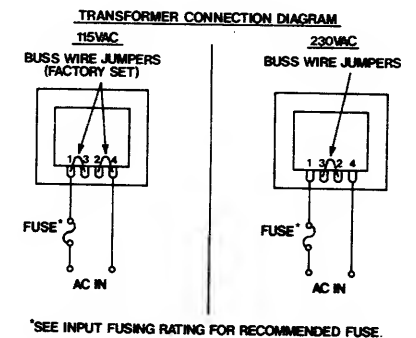 TRANSFORMER CONNECTION DIAGRAM
115VAC
BUSS WIRE JUMPERS
(FACTORY SET)
1 3 2 4
FUSE*
AC IN
230VAC
BUSS WIRE JUMPERS
1 3 2 4
FUSE*
AC IN
*SEE INPUT FUSING RATING FOR RECOMMENDED FUSE.